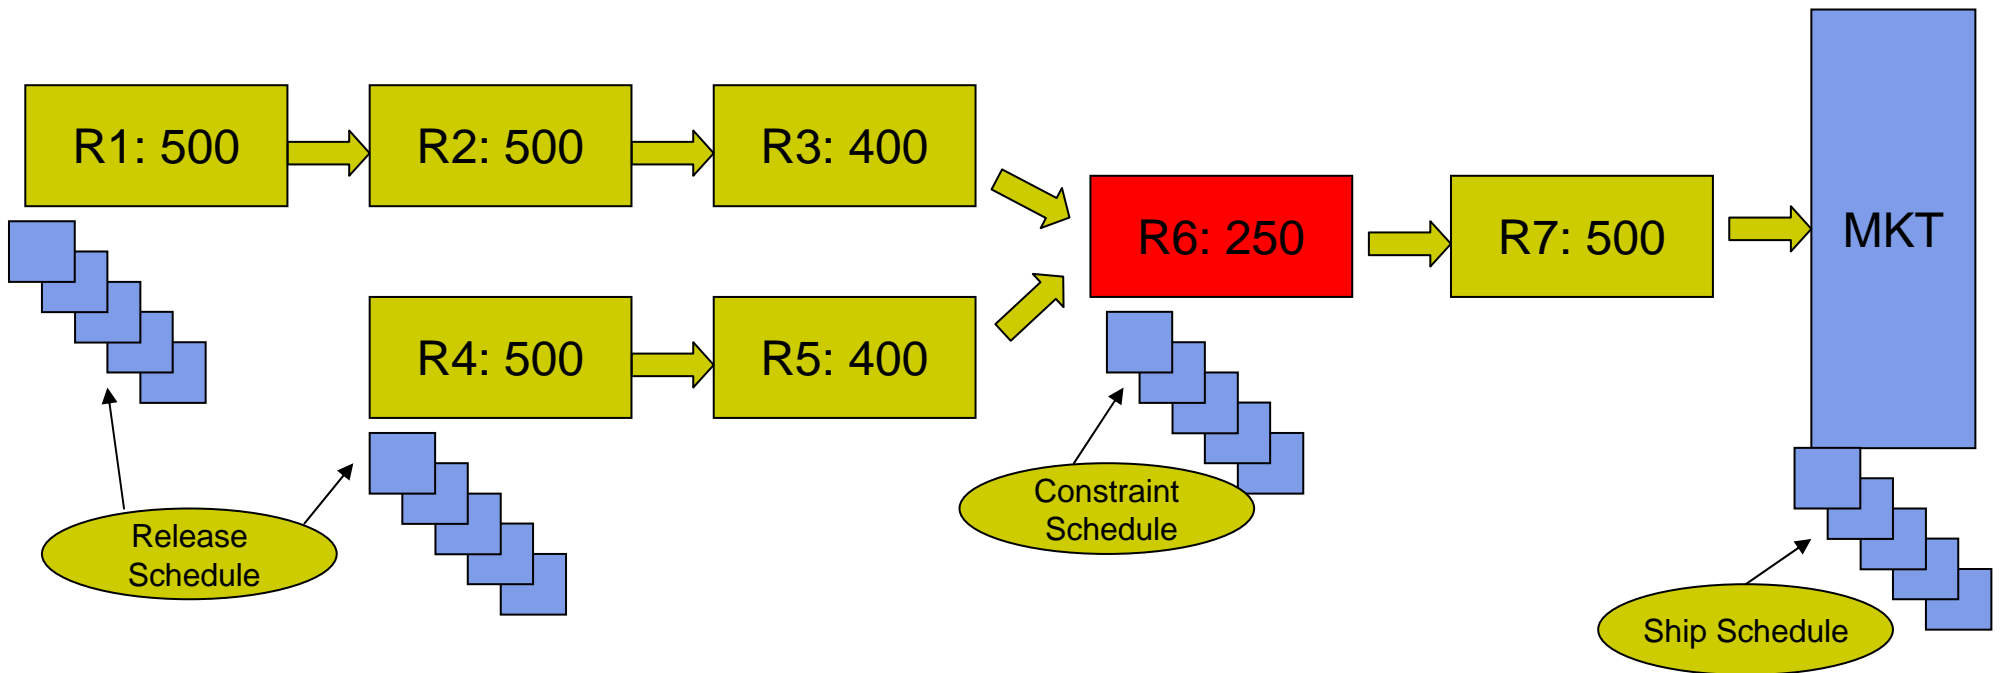 R1: 500
R2: 500
R3: 400
R6: 250
R7: 500
MKT
R4: 500
R5: 400
Release
Schedule
Constraint
Schedule
Ship Schedule